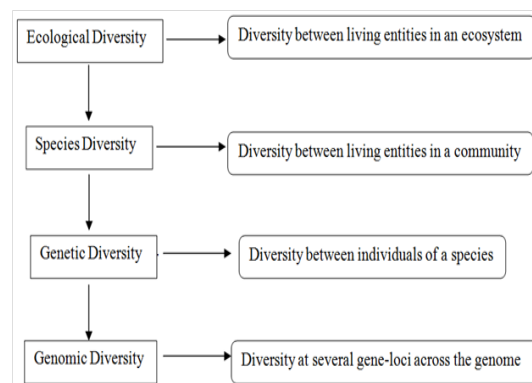 Ecological Diversity
Diversity between living entities in an ecosystem
Species Diversity
Diversity between living entities in a community
Genetic Diversity
Diversity between individuals of a species
Genomic Diversity
Diversity at several gene-loci across the genome